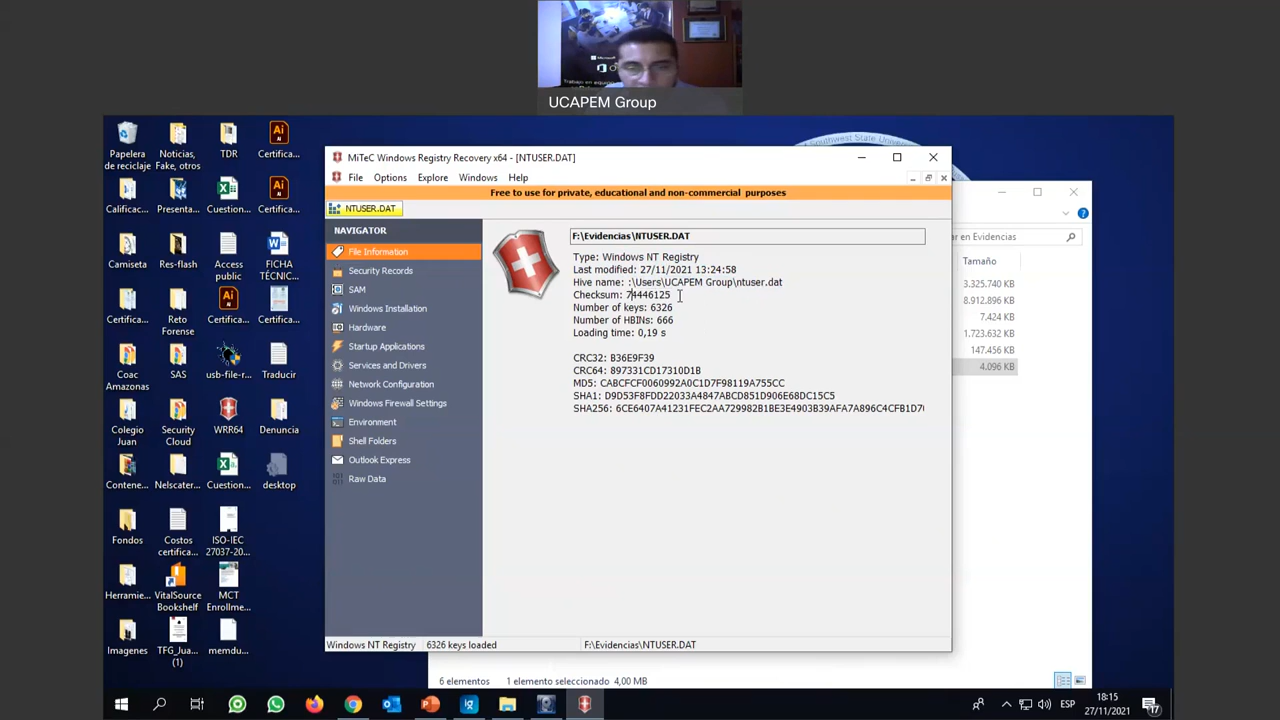 UCAPEM Group
Papelera de reciclaje
Noticias, Fake, otros
TDR
Certifica...
Calificac...
Presenta...
Cuestion...
Certifica...
Camiseta
Res-flash
Access public
FICHA TÉCNIC...
Certifica...
Reto Forense
Certifica...
Certifica...
Coac Amazonas
SAS
usb-file-r...
Traducir
Colegio Juan
Security Cloud
WRR64
Denuncia
Contene...
Nelscater...
Cuestion...
desktop
Fondos
Costos certifica...
ISO-IEC 27037-20...
Herramie...
VitalSource Bookshelf
MCT Enrollme...
Imagenes
TFG_Jua... (1)
memdu...
MiTeC Windows Registry Recovery x64 - [NTUSER.DAT]
File Options Explore Windows Help
Free to use for private, educational and non-commercial purposes
NTUSER.DAT
NAVIGATOR
File Information
Security Records
SAM
Windows Installation
Hardware
Startup Applications
Services and Drivers
Network Configuration
Windows Firewall Settings
Environment
Shell Folders
Outlook Express
Raw Data
F:\Evidencias\NTUSER.DAT
Type: Windows NT Registry
Last modified: 27/11/2021 13:24:58
Hive name: :\Users\UCAPEM Group\ntuser.dat
Checksum: 74446125
Number of keys: 6326
Number of HBINs: 666
Loading time: 0,19 s
CRC32: B36E9F39
CRC64: 897331CD17310D1B
MD5: CABCFCF0060992A0C1D7F98119A755CC
SHA1: D9D53F8FDD22033A4847ABCD851D906E68DC15C5
SHA256: 6CE6407A41231FEC2AA729982B1BE3E4903B39AFA7A896C4CFB1D70
Windows NT Registry 6326 keys loaded F:\Evidencias\NTUSER.DAT
ar en Evidencias
Tamaño
3.325.740 KB
8.912.896 KB
7.424 KB
1.723.632 KB
147.456 KB
4.096 KB
6 elementos 1 elemento seleccionado 4,00 MB
ESP
18:15
27/11/2021
17